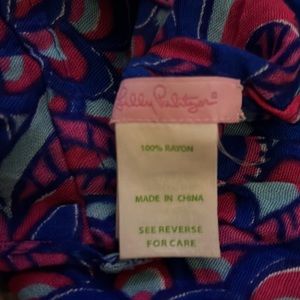 Lilly Pulitzer®
100% RAYON
MADE IN CHINA
SEE REVERSE
FOR CARE